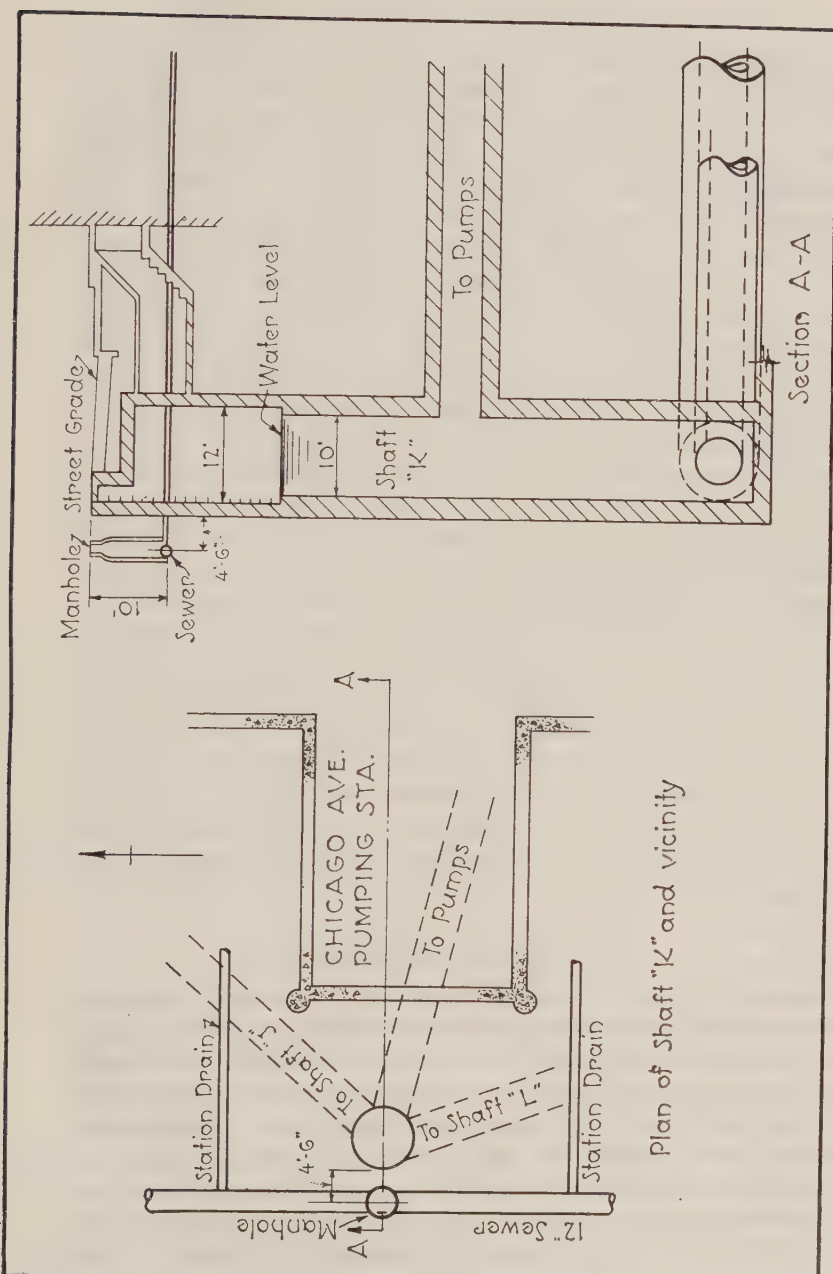 Manhole
Street Grade
10'
Sewer
4'-6"
12'
Water Level
10'
Shaft
"K"
To Pumps
Section A-A
Station Drain
To Shaft "J"
CHICAGO AVE.
PUMPING STA.
A
To Pumps
4'-6"
A
Manhole
To Shaft "L"
12" Sewer
Station Drain
Plan of Shaft "K" and vicinity